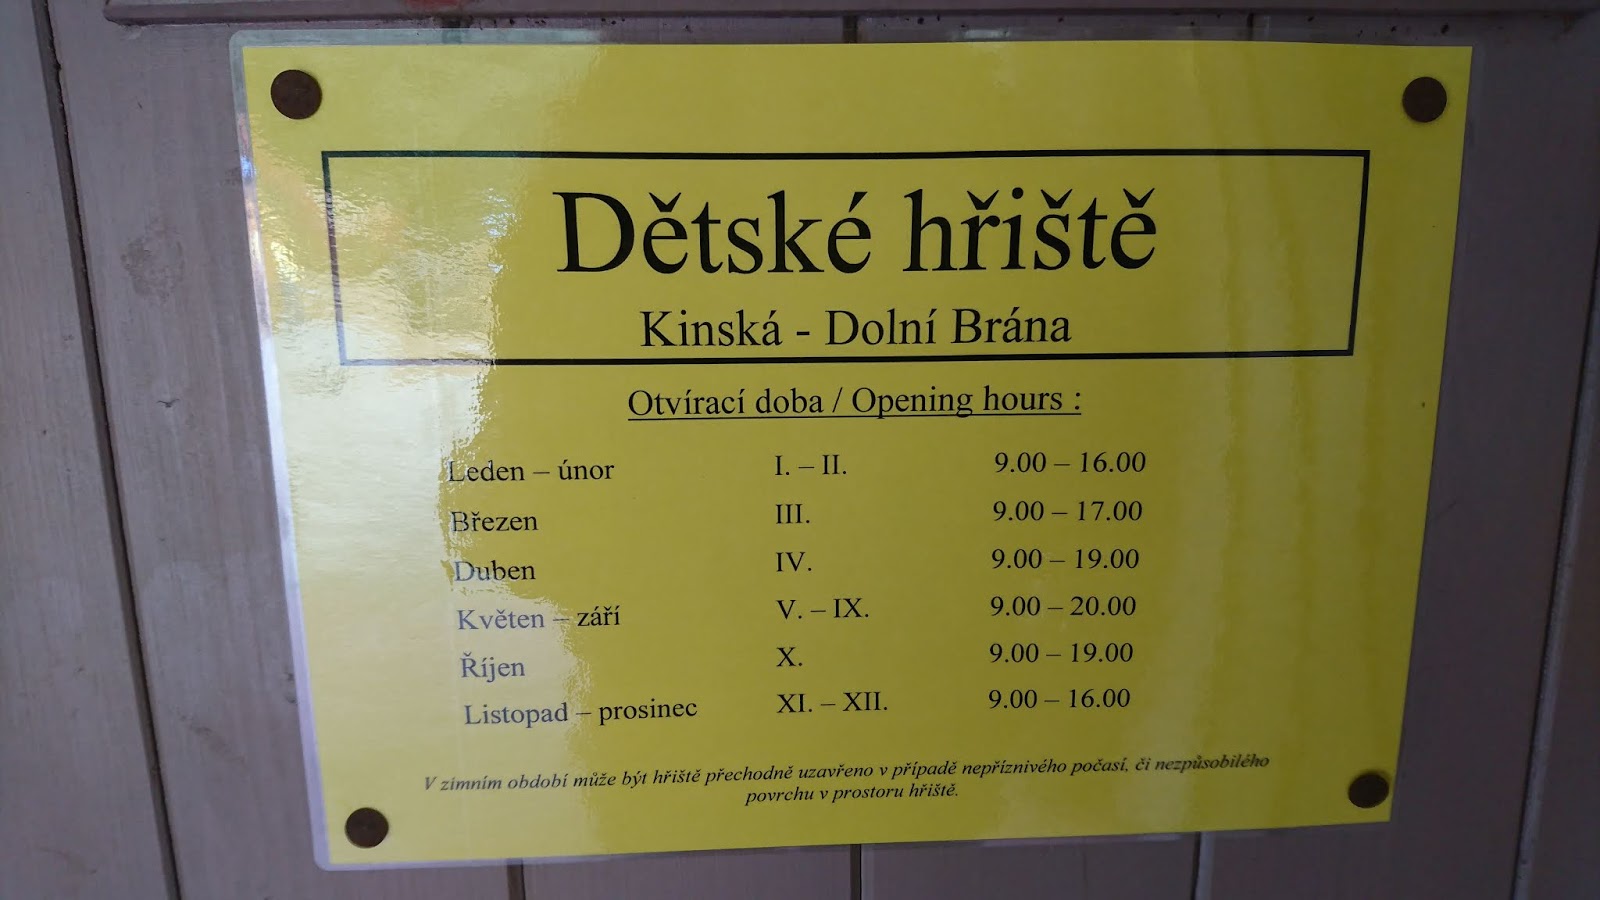 Dětské hřiště
Kinská - Dolní Brána
Otvírací doba / Opening hours :
Leden – únor I. – II. 9.00 – 16.00
Březen III. 9.00 – 17.00
Duben IV. 9.00 – 19.00
Květen – září V. – IX. 9.00 – 20.00
Říjen X. 9.00 – 19.00
Listopad – prosinec XI. – XII. 9.00 – 16.00
V zimním období může být hřiště přechodně uzavřeno v případě nepříznivého počasí, či nezpůsobilého
povrchu v prostoru hřiště.